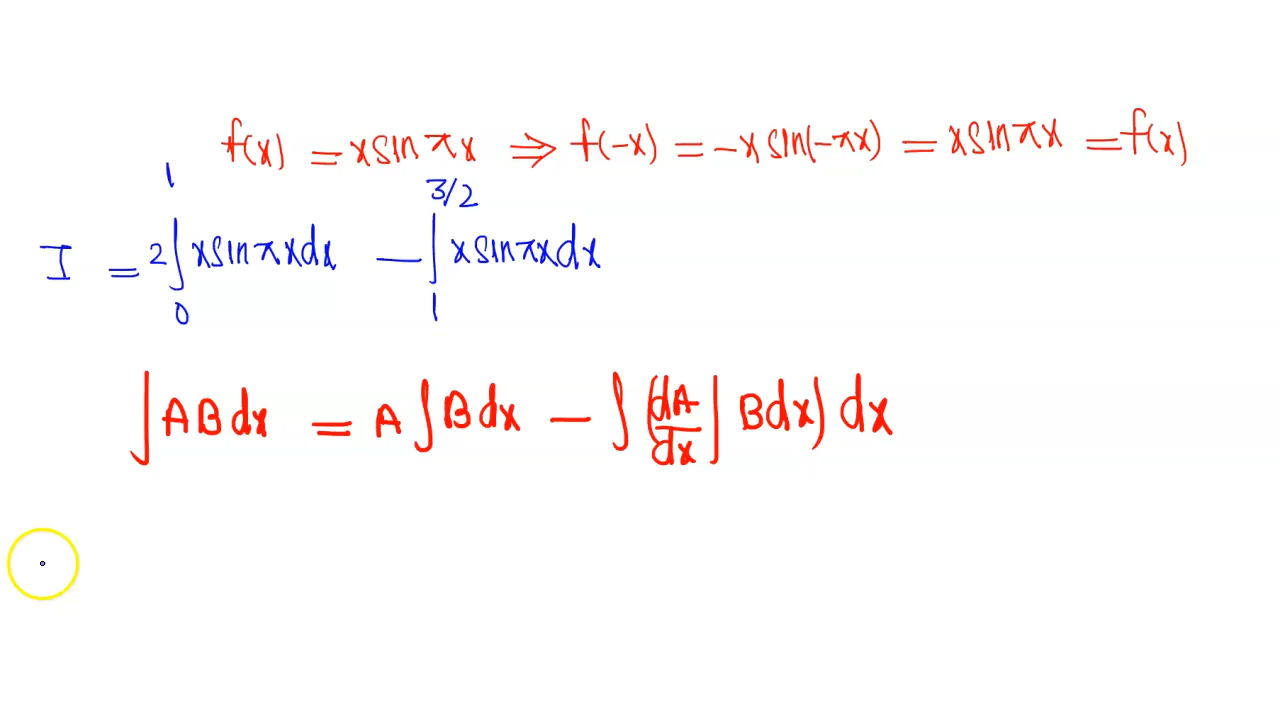 f(x) = x sin πx ⇒ f(-x) = -x sin(-πx) = x sin πx = f(x)
I = 2∫₀¹ x sin πx dx − ∫₁^{3/2} x sin πx dx
∫AB dx = A∫B dx − ∫(dA/dx ∫B dx) dx